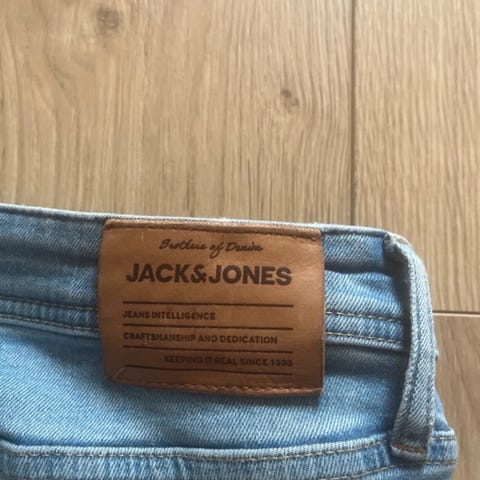 Brothers of Denim
JACK&JONES
JEANS INTELLIGENCE
CRAFTSMANSHIP AND DEDICATION
KEEPING IT REAL SINCE 1990